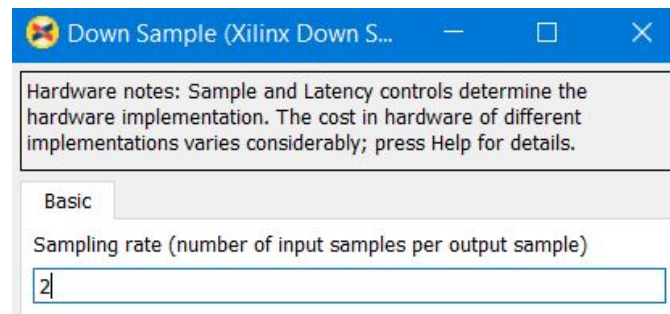 Down Sample (Xilinx Down S...
Hardware notes: Sample and Latency controls determine the
hardware implementation. The cost in hardware of different
implementations varies considerably; press Help for details.
Basic
Sampling rate (number of input samples per output sample)
2